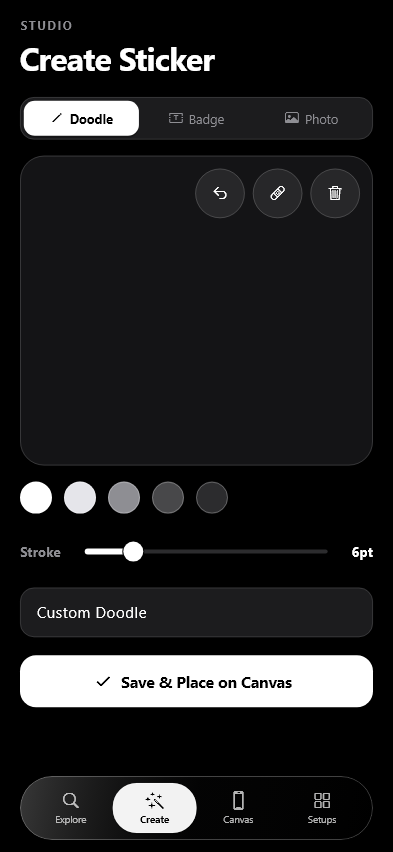 STUDIO
Create Sticker
Doodle
Badge
Photo
Stroke
6pt
Custom Doodle
Save & Place on Canvas
Explore
Create
Canvas
Setups